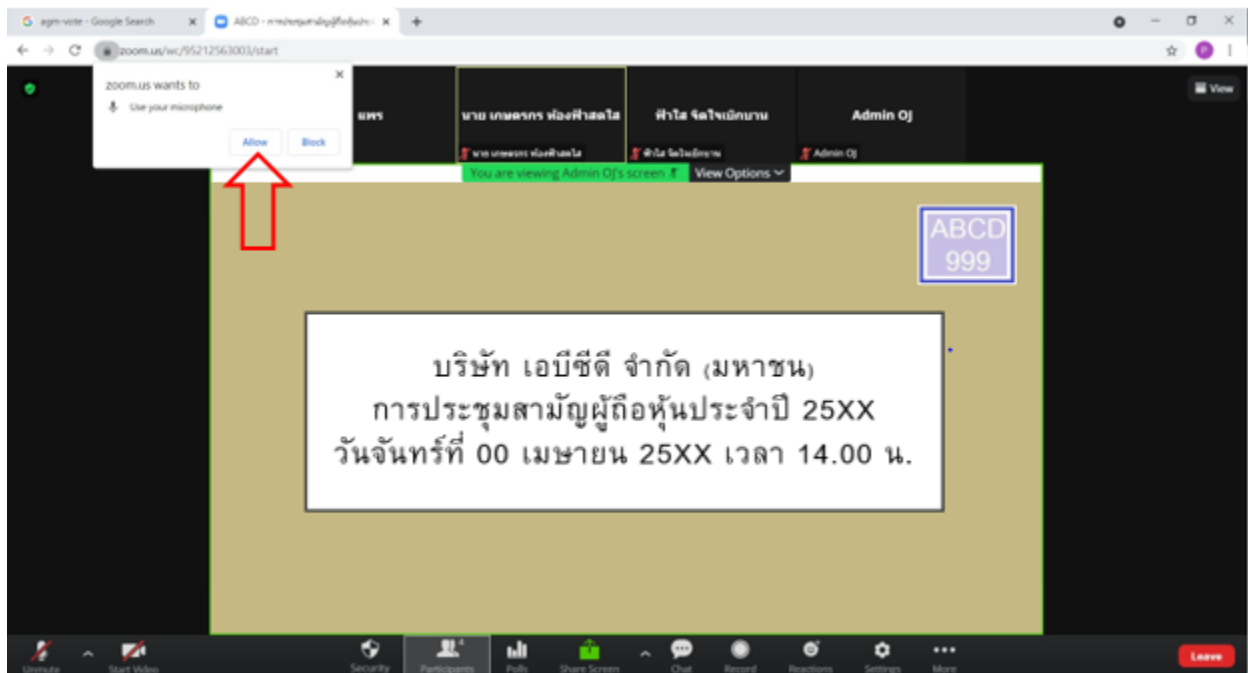 agm-vote - Google Search
ABCD - การประชุมสามัญผู้ถือหุ้นประ
zoom.us/wc/95212563003/start
zoom.us wants to
Use your microphone
Allow
Block
แพร
นาย เกษตรกร ท้องฟ้าสดใส
ฟ้าใส จิตใจเบิกบาน
Admin OJ
View
นาย เกษตรกร ท้องฟ้าสดใส
ฟ้าใส จิตใจเบิกบาน
Admin OJ
You are viewing Admin OJ's screen
View Options
ABCD
999
บริษัท เอบีซีดี จำกัด (มหาชน)
การประชุมสามัญผู้ถือหุ้นประจำปี 25XX
วันจันทร์ที่ 00 เมษายน 25XX เวลา 14.00 น.
Unmute
Start Video
Security
4
Participants
Polls
Share Screen
Chat
Record
Reactions
Settings
More
Leave